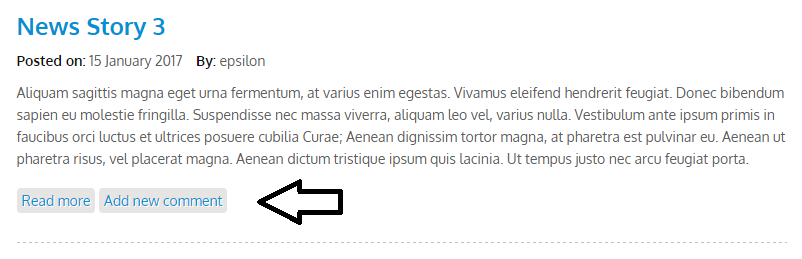 News Story 3
Posted on: 15 January 2017 By: epsilon
Aliquam sagittis magna eget urna fermentum, at varius enim egestas. Vivamus eleifend hendrerit feugiat. Donec bibendum
sapien eu molestie fringilla. Suspendisse nec massa viverra, aliquam leo vel, varius nulla. Vestibulum ante ipsum primis in
faucibus orci luctus et ultrices posuere cubilia Curae; Aenean dignissim tortor magna, at pharetra est pulvinar eu. Aenean ut
pharetra risus, vel placerat magna. Aenean dictum tristique ipsum quis lacinia. Ut tempus justo nec arcu feugiat porta.
Read more Add new comment